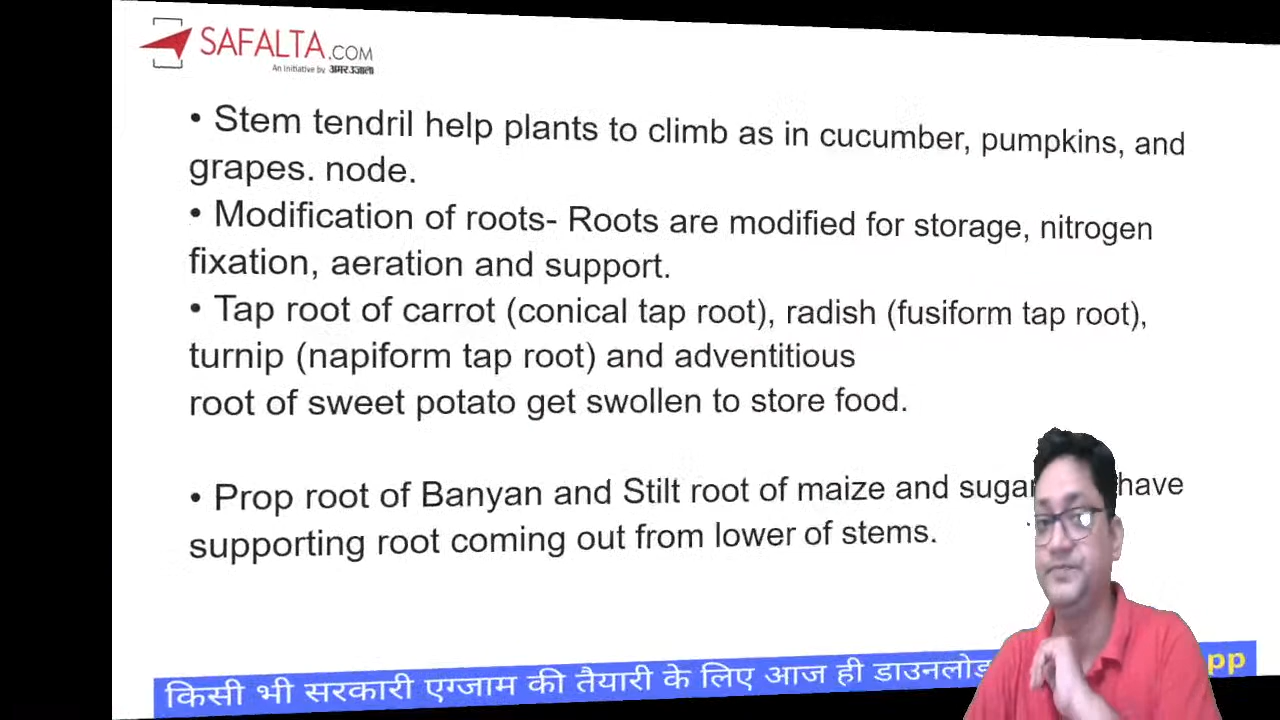 SAFALTA.COM
An Initiative by अमर उजाला
• Stem tendril help plants to climb as in cucumber, pumpkins, and
grapes. node.
• Modification of roots- Roots are modified for storage, nitrogen
fixation, aeration and support.
• Tap root of carrot (conical tap root), radish (fusiform tap root),
turnip (napiform tap root) and adventitious
root of sweet potato get swollen to store food.
• Prop root of Banyan and Stilt root of maize and have
supporting root coming out from lower of stems.
किसी भी सरकारी एग्जाम की तैयारी के लिए आज ही डाउनलोड pp